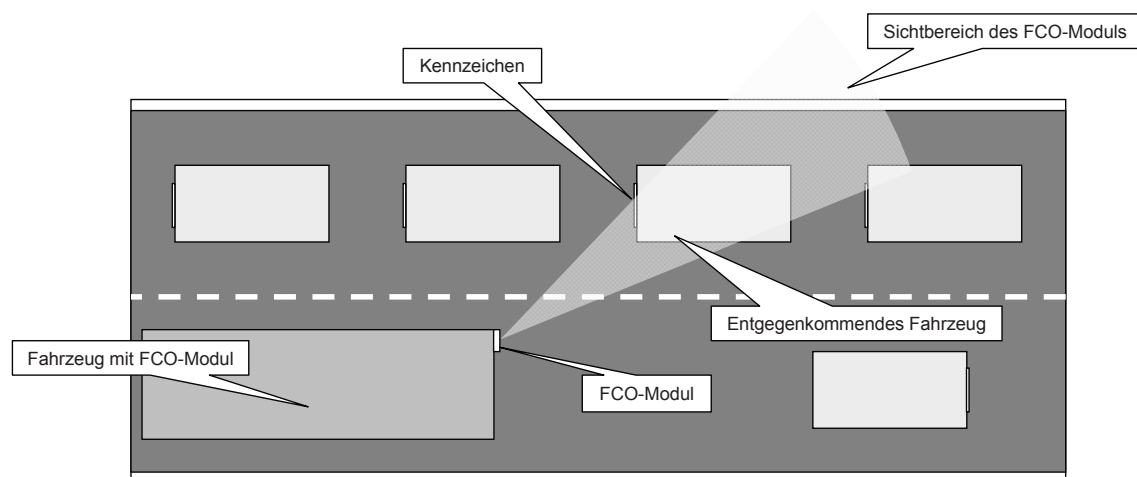 Sichtbereich des FCO-Moduls
Kennzeichen
Entgegenkommendes Fahrzeug
Fahrzeug mit FCO-Modul
FCO-Modul